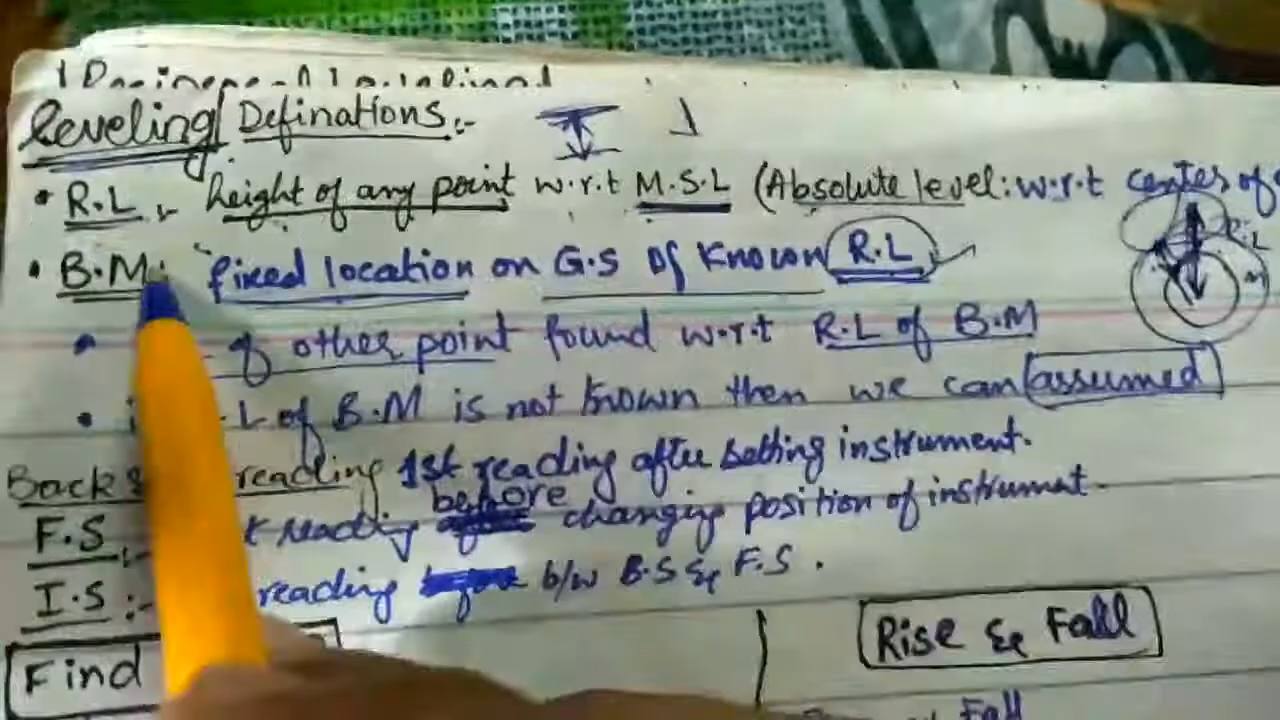 Leveling Definations:-
• R.L :- height of any point w.r.t M.S.L (Absolute level: w.r.t center of
• B.M: fixed location on G.S of Known R.L
• of other point found w.r.t R.L of B.M
• L of B.M is not known then we can assumed
Back reading 1st reading after setting instrument.
F.S :- reading before changing position of instrument.
I.S :- reading b/w B.S & F.S.
Find
Rise & Fall
Fall